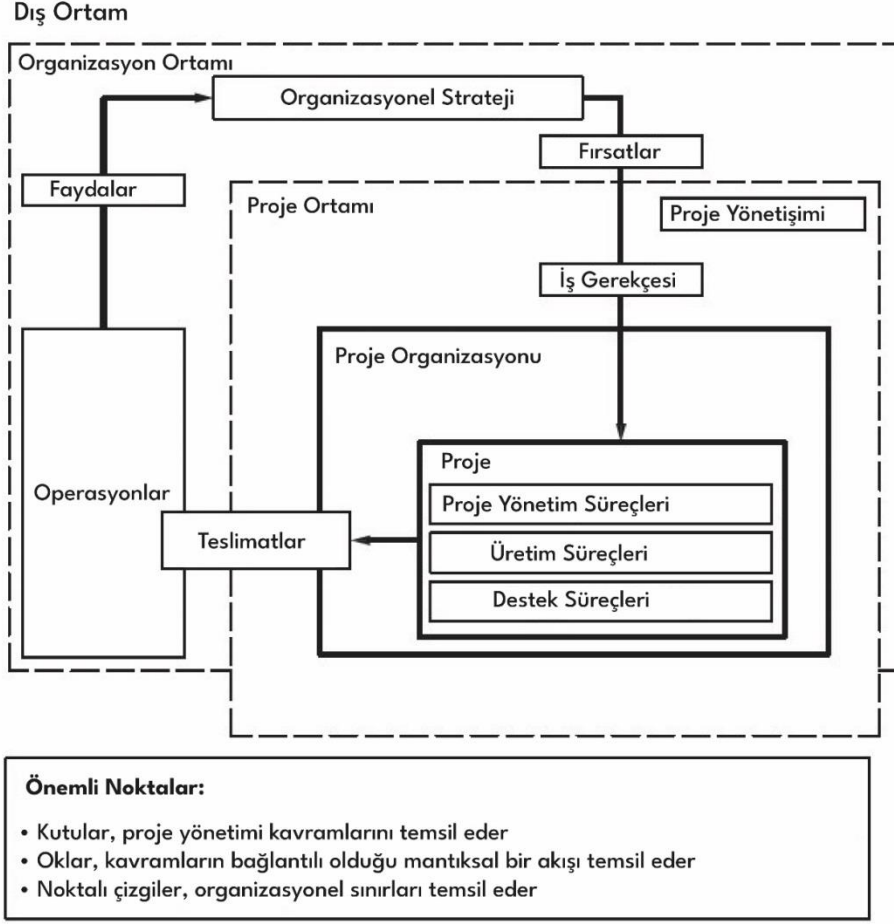 Dış Ortam
Organizasyon Ortamı
Organizasyonel Strateji
Fırsatlar
Faydalar
Proje Ortamı
Proje Yönetişimi
İş Gerekçesi
Proje Organizasyonu
Proje
Operasyonlar
Proje Yönetim Süreçleri
Teslimatlar
Üretim Süreçleri
Destek Süreçleri
Önemli Noktalar:
• Kutular, proje yönetimi kavramlarını temsil eder
• Oklar, kavramların bağlantılı olduğu mantıksal bir akışı temsil eder
• Noktalı çizgiler, organizasyonel sınırları temsil eder